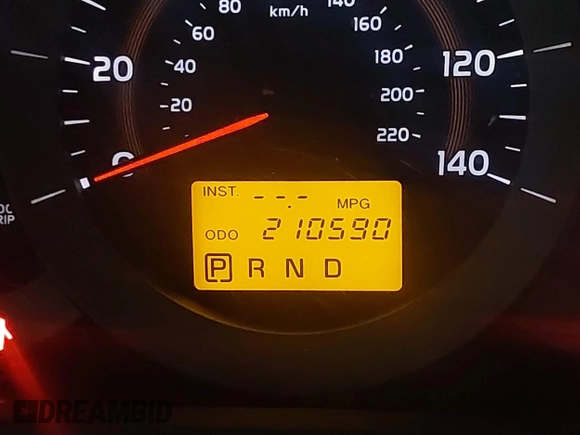 80 km/h 140
60 160
20 40 180 120
20 200
220
0 140
INST. --.- MPG
ODO 210590
P R N D
DREAMBID